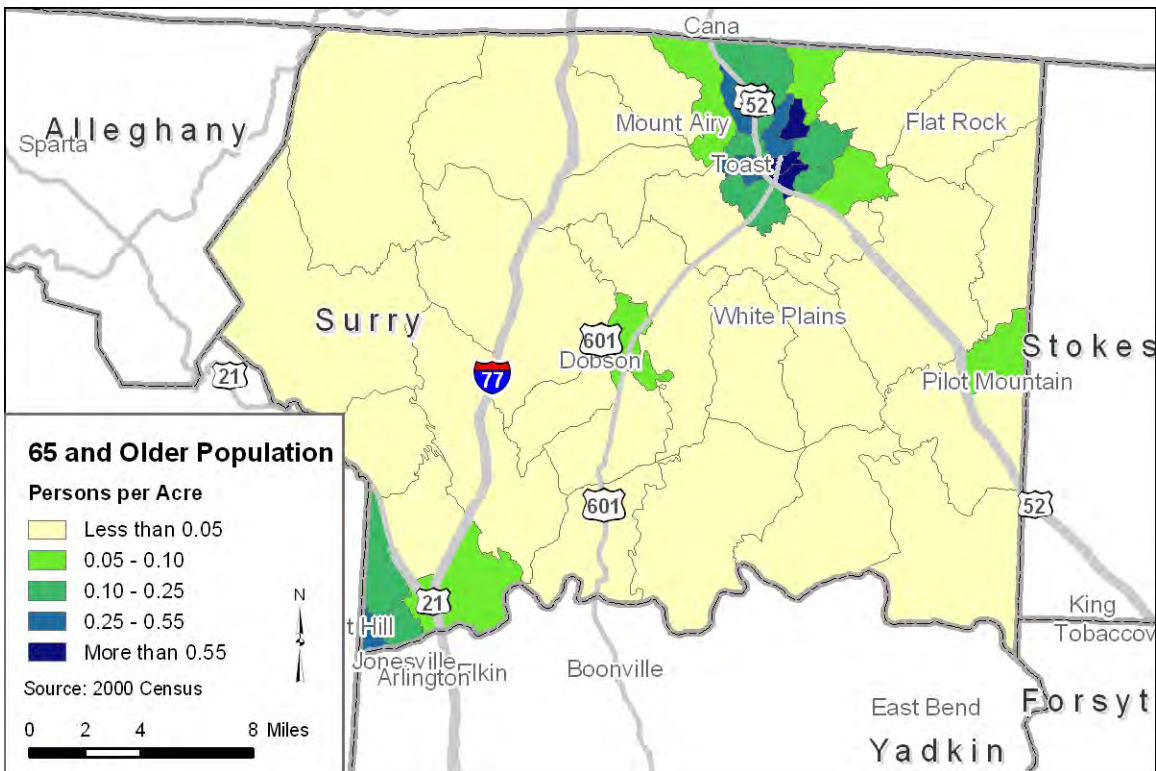 Cana
52
Alleghany
Sparta
Mount Airy
Flat Rock
Toast
Surry
White Plains
601
Dobson
Stokes
21
77
Pilot Mountain
65 and Older Population
Persons per Acre
Less than 0.05
0.05 - 0.10
0.10 - 0.25
0.25 - 0.55
More than 0.55
Source: 2000 Census
0 2 4 8 Miles
N
601
52
21
t Hill
Jonesville
Arlington
Elkin
Boonville
King
Tobaccov
East Bend
Forsyt
Yadkin